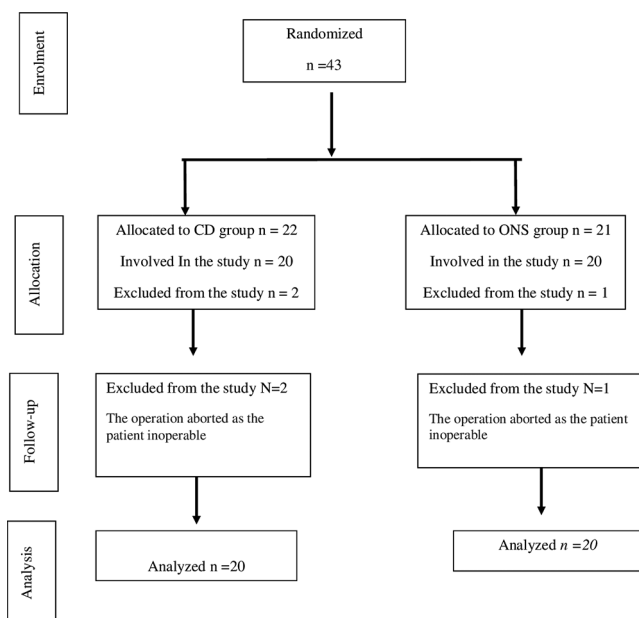 Enrolment
Randomized
n =43
Allocation
Allocated to CD group n = 22
Involved In the study n = 20
Excluded from the study n = 2
Allocated to ONS group n = 21
Involved in the study n = 20
Excluded from the study n = 1
Follow-up
Excluded from the study N=2
The operation aborted as the
patient inoperable
Excluded from the study N=1
The operation aborted as the patient
inoperable
Analysis
Analyzed n =20
Analyzed n =20